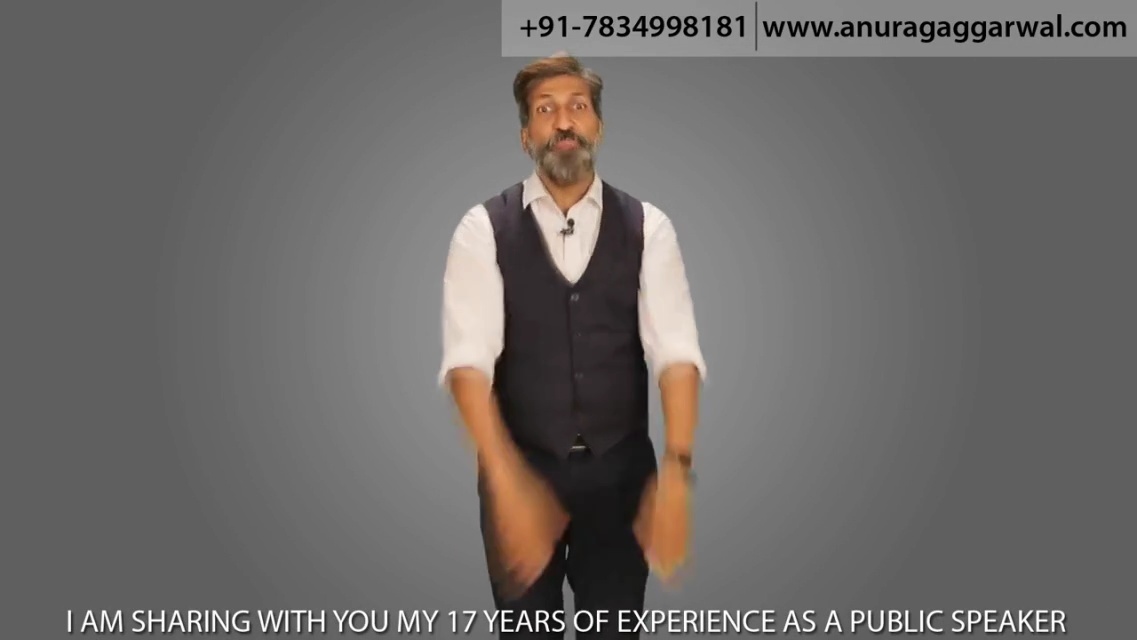 +91-7834998181 | www.anuragaggarwal.com
I AM SHARING WITH YOU MY 17 YEARS OF EXPERIENCE AS A PUBLIC SPEAKER